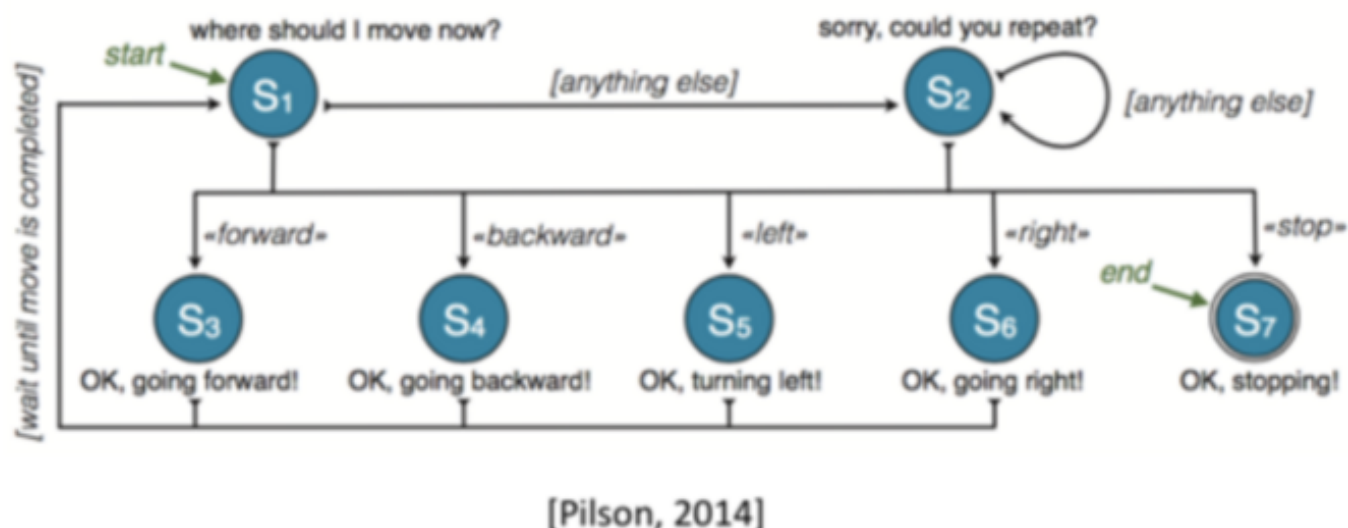 where should I move now?
sorry, could you repeat?
start
S1
[anything else]
S2
[anything else]
[wait until move is completed]
«forward»
«backward»
«left»
«right»
«stop»
end
S3
S4
S5
S6
S7
OK, going forward!
OK, going backward!
OK, turning left!
OK, going right!
OK, stopping!
[Pilson, 2014]